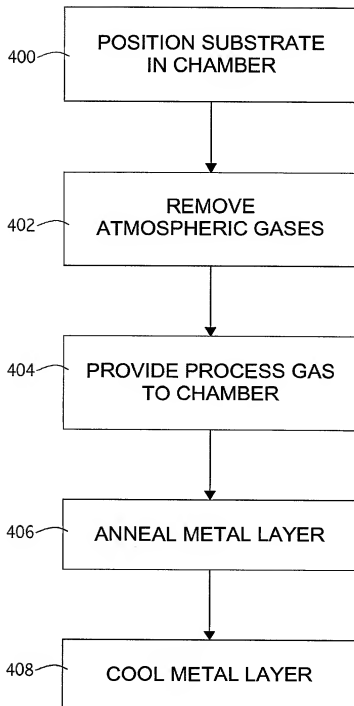 400
POSITION SUBSTRATE
IN CHAMBER
402
REMOVE
ATMOSPHERIC GASES
404
PROVIDE PROCESS GAS
TO CHAMBER
406
ANNEAL METAL LAYER
408
COOL METAL LAYER